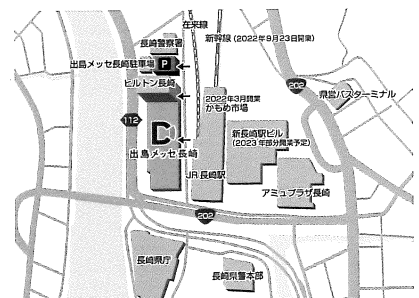 在来線
長崎警察署
新幹線(2022年9月23日開業)
出島メッセ長崎駐車場
P
ヒルトン長崎
202
県営バスターミナル
2022年3月開業
かもめ市場
112
D
出島メッセ長崎
新長崎駅ビル
(2023年部分開業予定)
JR長崎駅
アミュプラザ長崎
202
長崎県庁
長崎県警本部